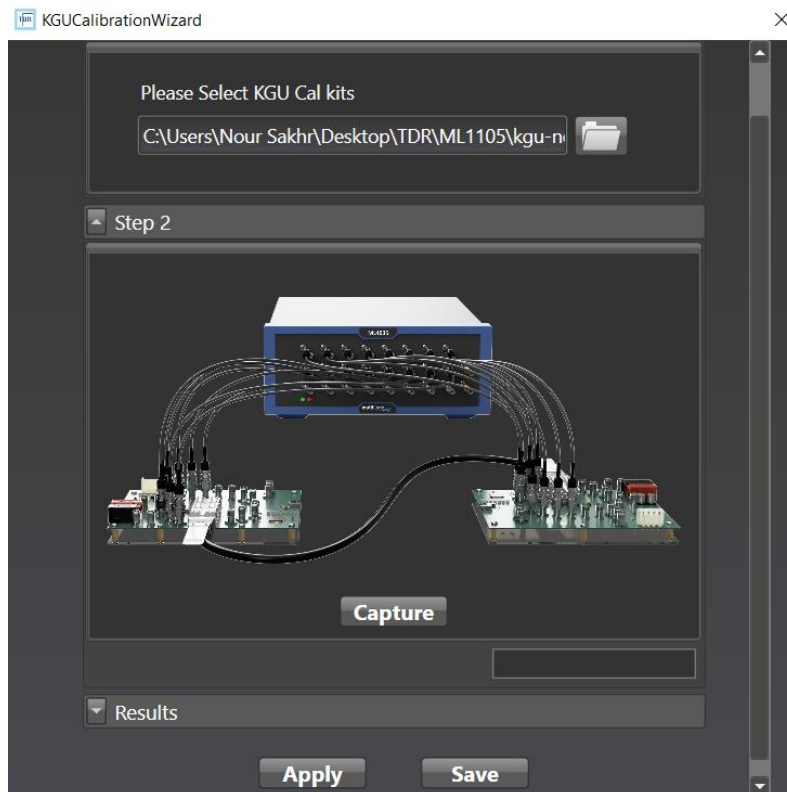 KGUCalibrationWizard
Please Select KGU Cal kits
C:\Users\Nour Sakhr\Desktop\TDR\ML1105\kgu-n
Step 2
Capture
Results
Apply
Save